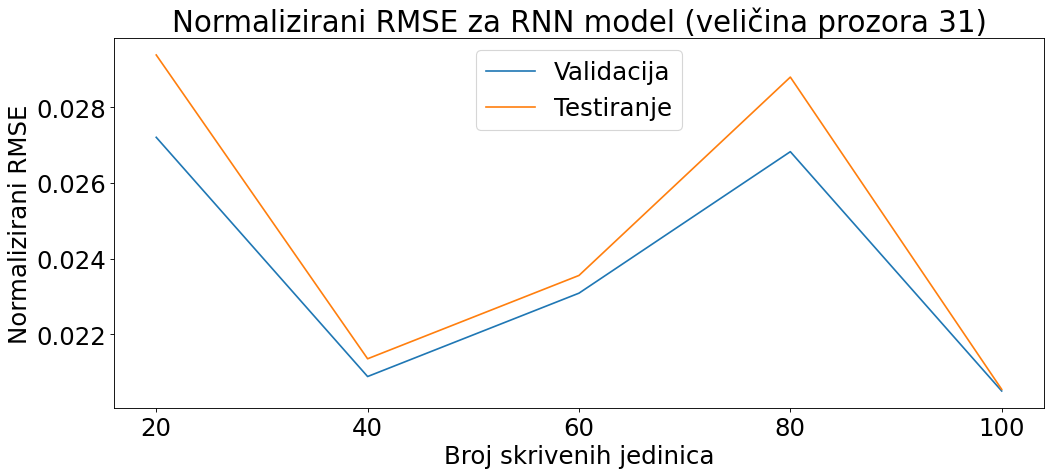 Normalizirani RMSE za RNN model (veličina prozora 31)
Validacija
Testiranje
Normalizirani RMSE
0.028
0.026
0.024
0.022
20 40 60 80 100
Broj skrivenih jedinica